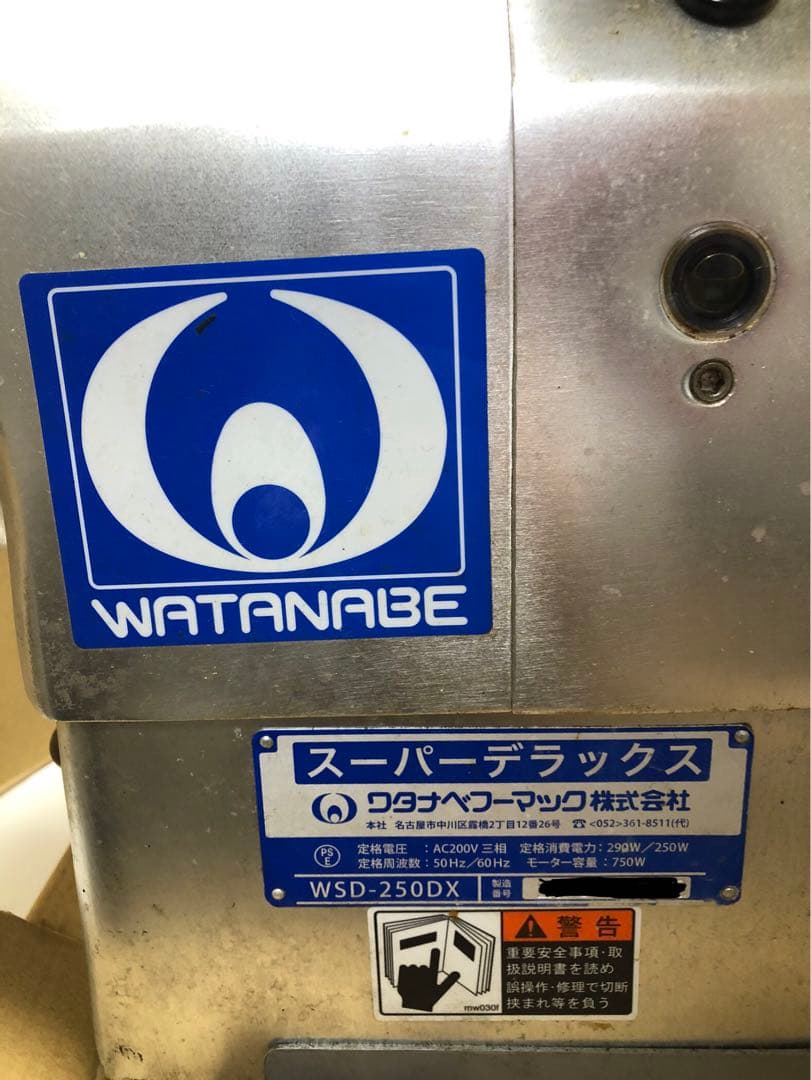 WATANABE
スーパーデラックス
ワタナベフーマック株式会社
本社 名古屋市中川区露橋2丁目12番26号 ☎<052>361-8511(代)
PS
E
定格電圧 : AC200V 三相 定格消費電力: 290W/250W
定格周波数: 50Hz/60Hz モーター容量: 750W
WSD-250DX 製造番号
警告
重要安全事項・取
扱説明書を読め
誤操作・修理で切断
挟まれ等を負う
mw030f